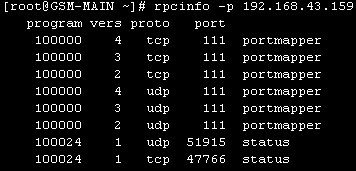 [root@GSM-MAIN ~]# rpcinfo -p 192.168.43.159
program vers proto port
100000 4 tcp 111 portmapper
100000 3 tcp 111 portmapper
100000 2 tcp 111 portmapper
100000 4 udp 111 portmapper
100000 3 udp 111 portmapper
100000 2 udp 111 portmapper
100024 1 udp 51915 status
100024 1 tcp 47766 status